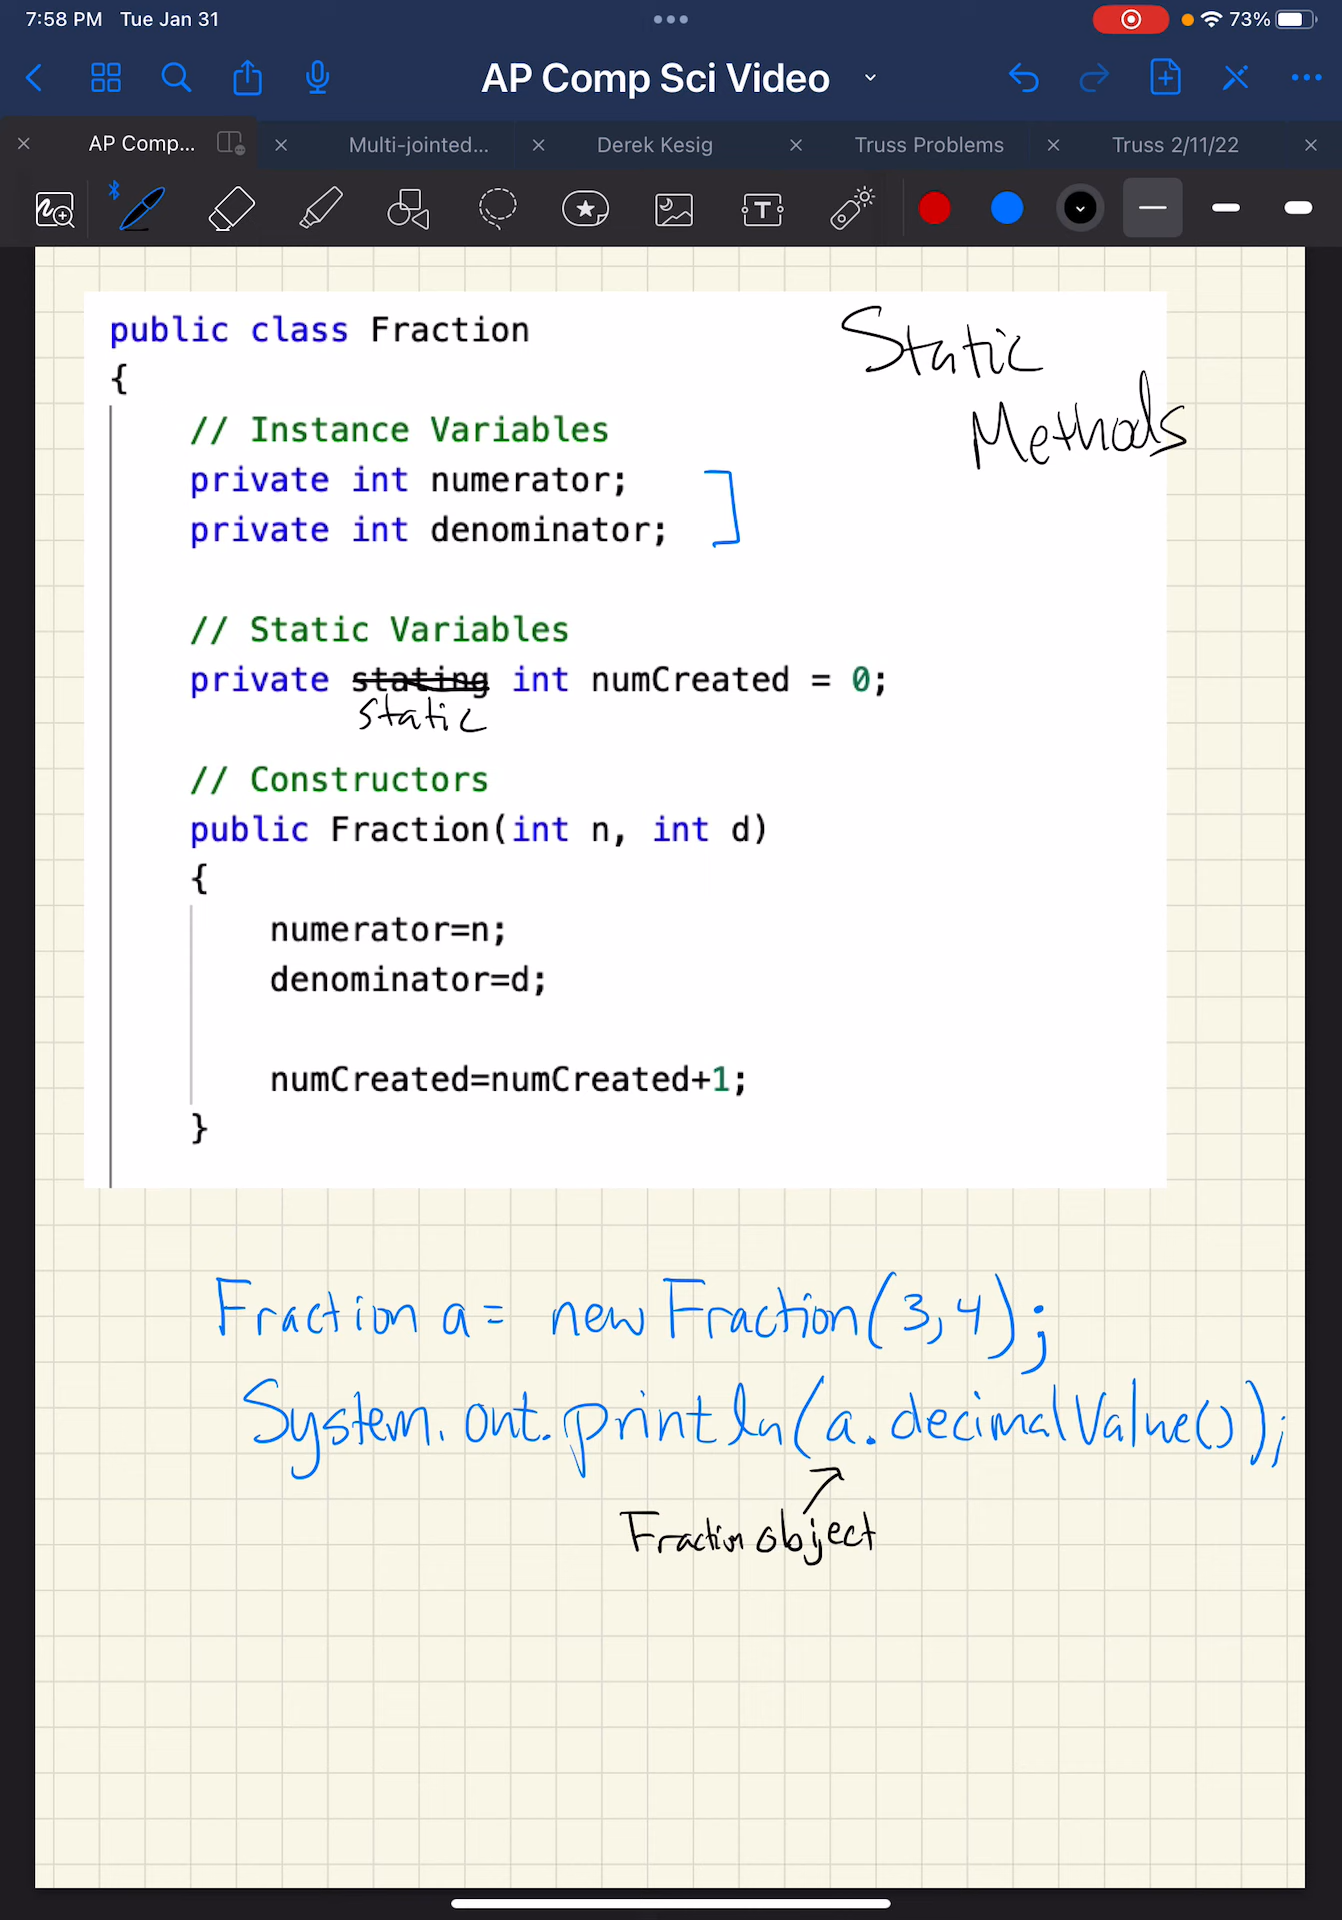 7:58 PM Tue Jan 31
73%
AP Comp Sci Video
AP Comp...
Multi-jointed...
Derek Kesig
Truss Problems
Truss 2/11/22
public class Fraction
{
Static
Methods
// Instance Variables
private int numerator;
private int denominator;
// Static Variables
private stating int numCreated = 0;
static
// Constructors
public Fraction(int n, int d)
{
numerator=n;
denominator=d;
numCreated=numCreated+1;
}
Fraction a = new Fraction(3,4);
System.out.println(a.decimalValue());
Fraction object